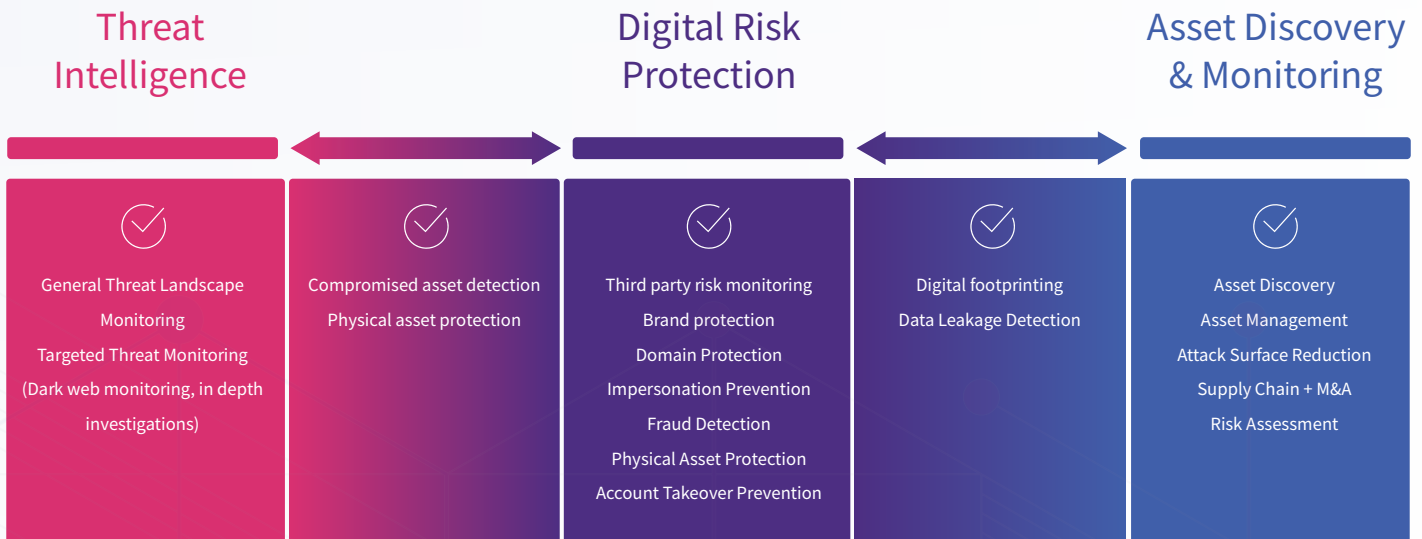 Threat
Intelligence
Digital Risk
Protection
Asset Discovery
& Monitoring
General Threat Landscape
Monitoring
Targeted Threat Monitoring
(Dark web monitoring, in depth
investigations)
Compromised asset detection
Physical asset protection
Third party risk monitoring
Brand protection
Domain Protection
Impersonation Prevention
Fraud Detection
Physical Asset Protection
Account Takeover Prevention
Digital footprinting
Data Leakage Detection
Asset Discovery
Asset Management
Attack Surface Reduction
Supply Chain + M&A
Risk Assessment